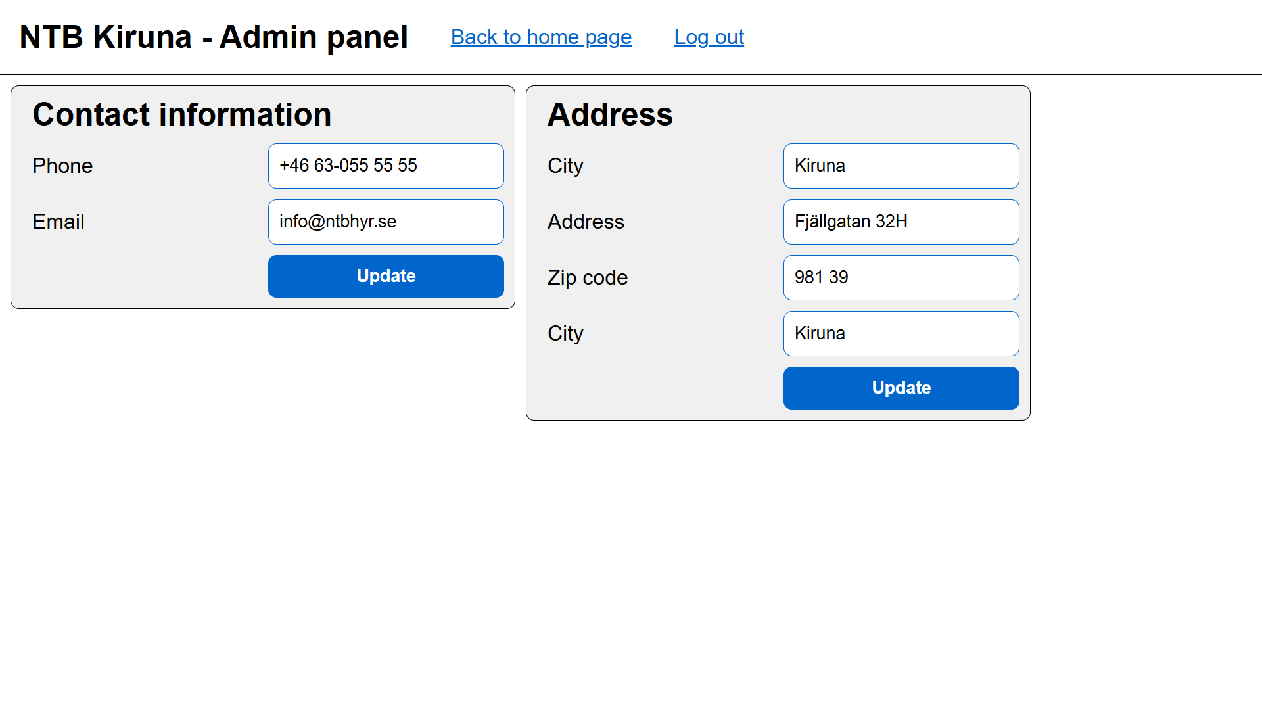 NTB Kiruna - Admin panel
Back to home page
Log out
Contact information
Phone
+46 63-055 55 55
Email
info@ntbhyr.se
Update
Address
City
Kiruna
Address
Fjällgatan 32H
Zip code
981 39
City
Kiruna
Update